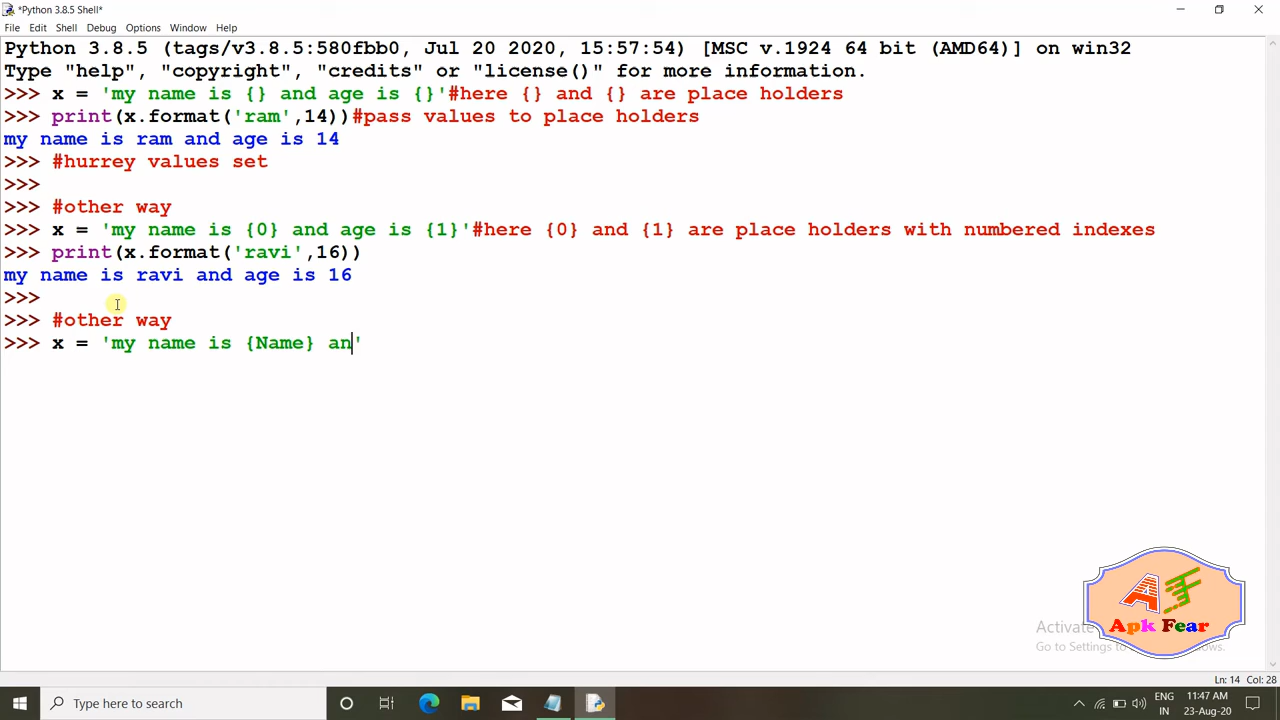 *Python 3.8.5 Shell*
File Edit Shell Debug Options Window Help
Python 3.8.5 (tags/v3.8.5:580fbb0, Jul 20 2020, 15:57:54) [MSC v.1924 64 bit (AMD64)] on win32
Type "help", "copyright", "credits" or "license()" for more information.
>>> x = 'my name is {} and age is {}'#here {} and {} are place holders
>>> print(x.format('ram',14))#pass values to place holders
my name is ram and age is 14
>>> #hurrey values set
>>>
>>> #other way
>>> x = 'my name is {0} and age is {1}'#here {0} and {1} are place holders with numbered indexes
>>> print(x.format('ravi',16))
my name is ravi and age is 16
>>>
>>> #other way
>>> x = 'my name is {Name} an'
AF
Apk Fear
Activate
Go to Settings
Ln: 14 Col: 28
Type here to search
ENG
IN
11:47 AM
23-Aug-20